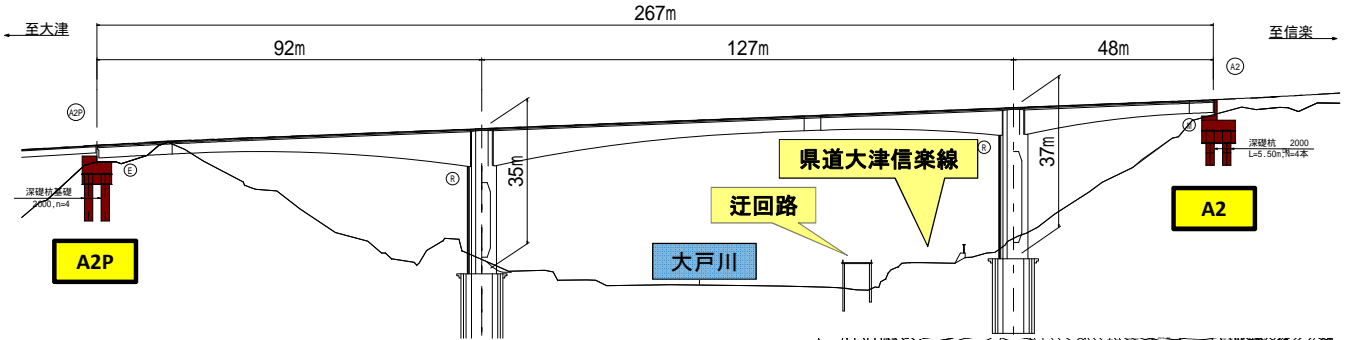 267m
至大津
至信楽
92m
127m
48m
A2
A2P
35m
37m
県道大津信楽線
深礎杭 2000
L=5.50m,N=4本
E
R
R
M
深礎杭基礎
2000,n=4
迂回路
A2
A2P
大戸川